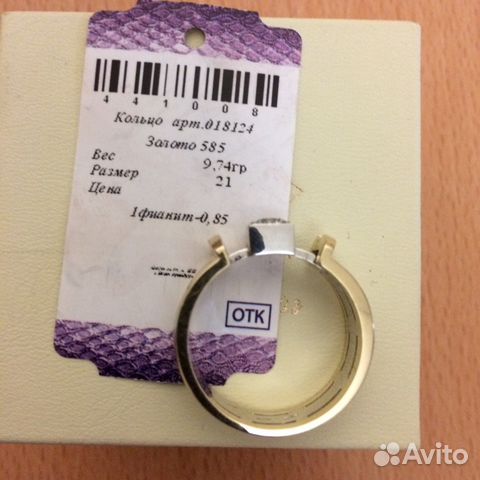 441008
Кольцо арт.018124
Золото 585
Вес 9,74гр
Размер 21
Цена
1фианит-0,85
ОТК
Avito